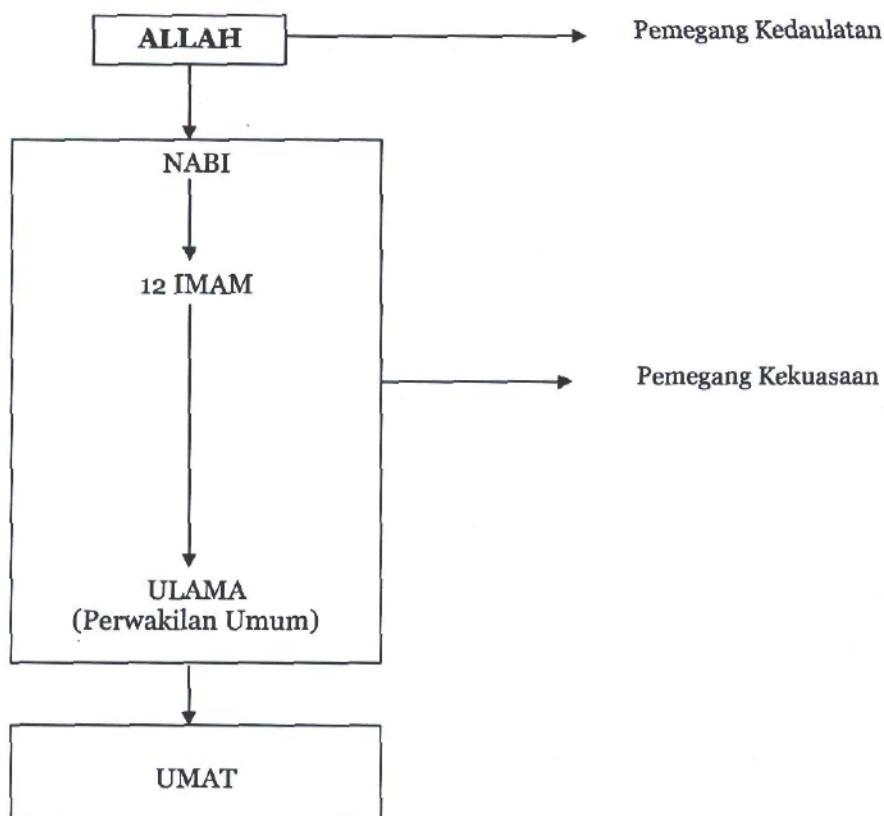 ALLAH
Pemegang Kedaulatan
NABI
12 IMAM
Pemegang Kekuasaan
ULAMA
(Perwakilan Umum)
UMAT